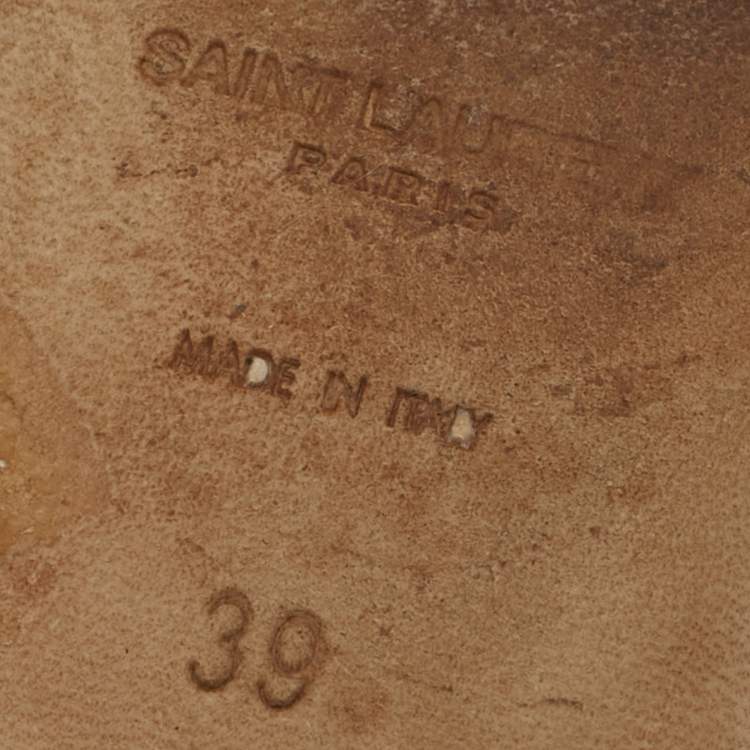 SAINT LAURENT
PARIS
MADE IN ITALY
39